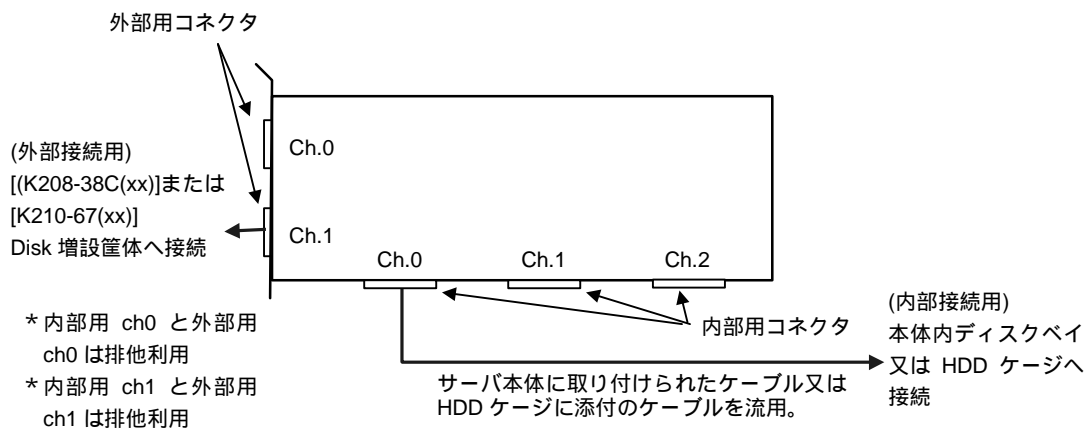 外部用コネクタ
(外部接続用)
[(K208-38C(xx)]または
[K210-67(xx)]
Disk 増設筐体へ接続
Ch.0
Ch.1
Ch.0 Ch.1 Ch.2
内部用コネクタ
(内部接続用)
本体内ディスクベイ
又は HDD ケージへ
接続
サーバ本体に取り付けられたケーブル又は
HDD ケージに添付のケーブルを流用。
*内部用 ch0 と外部用
ch0 は排他利用
*内部用 ch1 と外部用
ch1 は排他利用